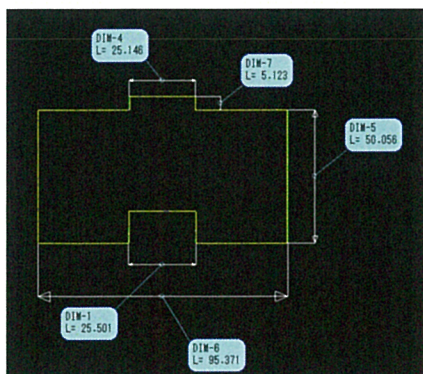 DIM-4
L= 25.146
DIM-7
L= 5.123
DIM-5
L= 50.056
DIM-1
L= 25.501
DIM-6
L= 95.371